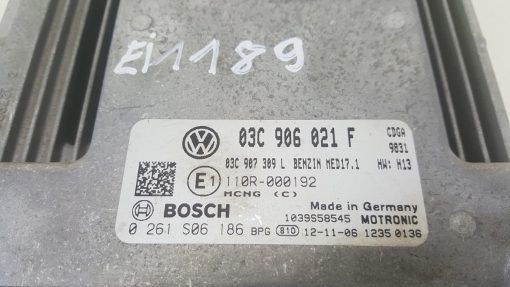 Ei1189
03C 906 021 F CDGA
9831
03C 907 309 L BENZIN MED17.1 HW: H13
E1 110R-000192
MCNG (C)
Made in Germany
BOSCH 1039S58545 MOTRONIC
0 261 S06 186 BPG 810 12-11-06 1235 0136